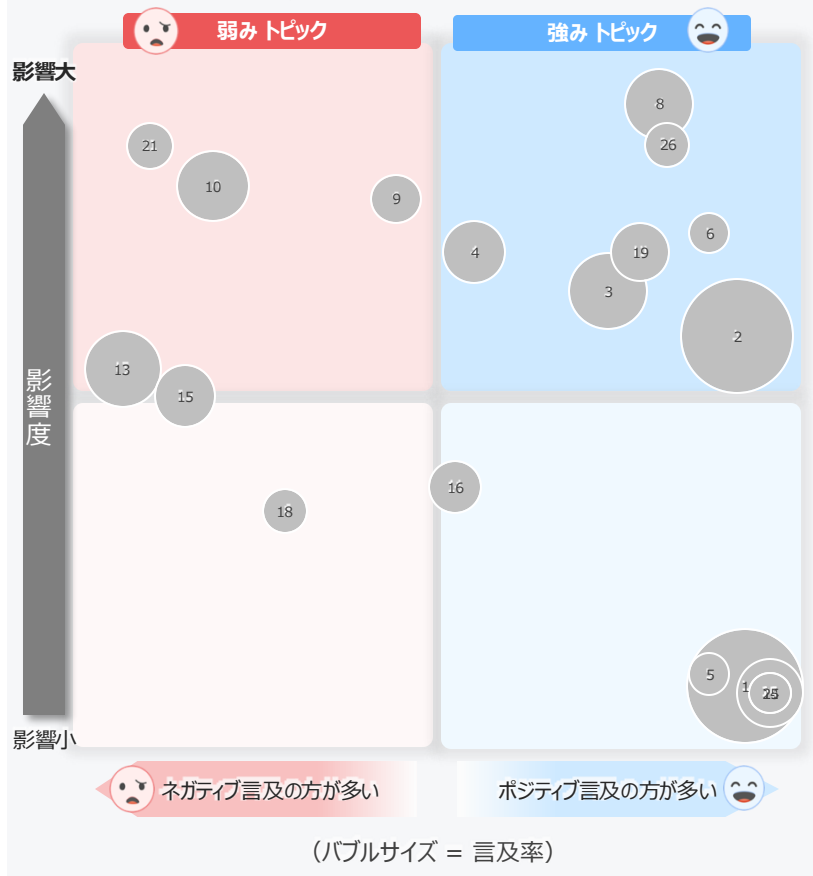 弱み トピック
強み トピック
影響大
8
21
26
10
9
6
4
19
3
2
13
影響度
15
16
18
5
1
影響小
ネガティブ言及の方が多い
ポジティブ言及の方が多い
（バブルサイズ = 言及率）